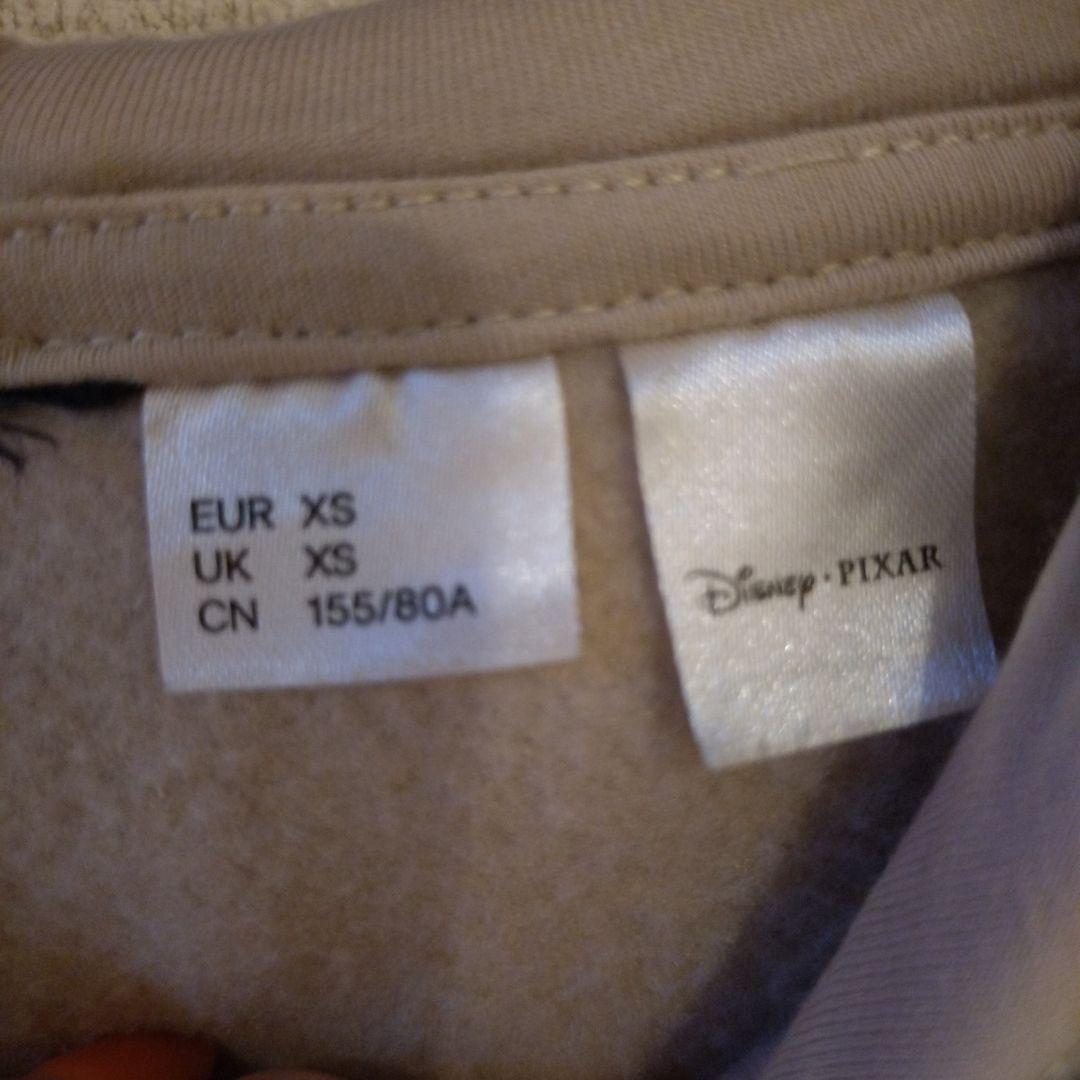 EUR XS
UK XS
CN 155/80A
Disney · PIXAR